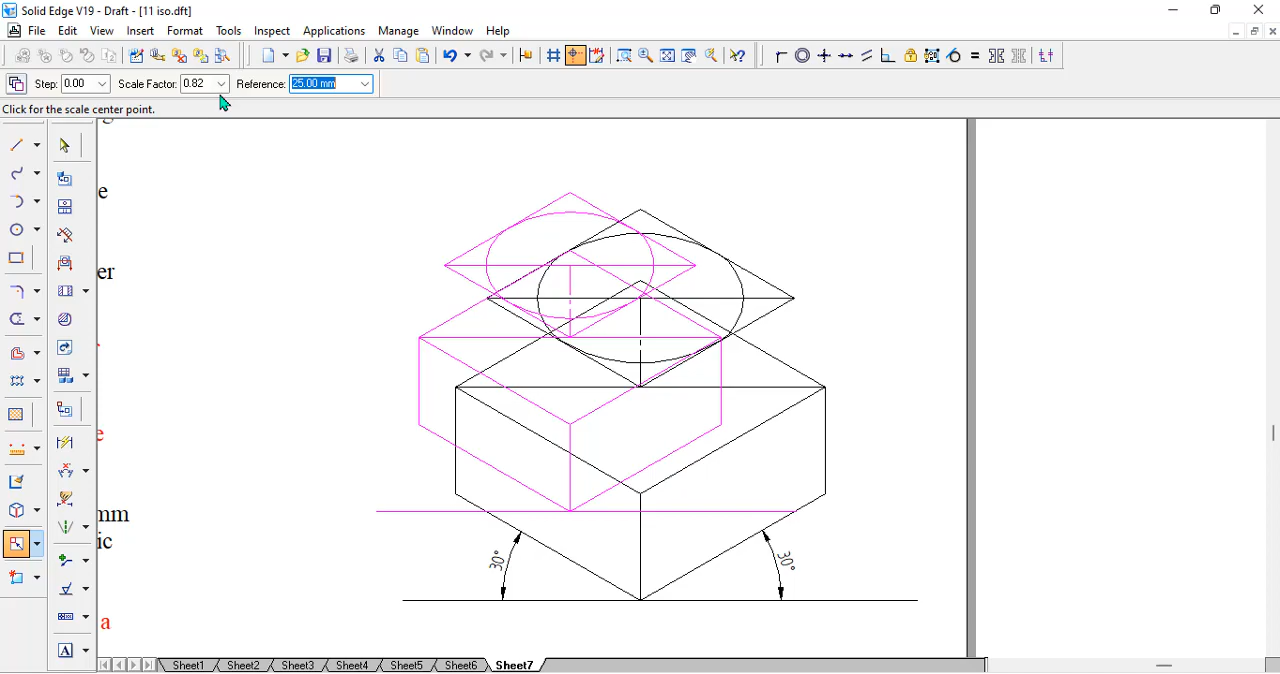 Solid Edge V19 - Draft - [11 iso.dft]
File Edit View Insert Format Tools Inspect Applications Manage Window Help
Step: 0.00 Scale Factor: 0.82 Reference: 25.00 mm
Click for the scale center point.
e
er
e
mm
ic
a
30°
30°
A
Sheet1 Sheet2 Sheet3 Sheet4 Sheet5 Sheet6 Sheet7